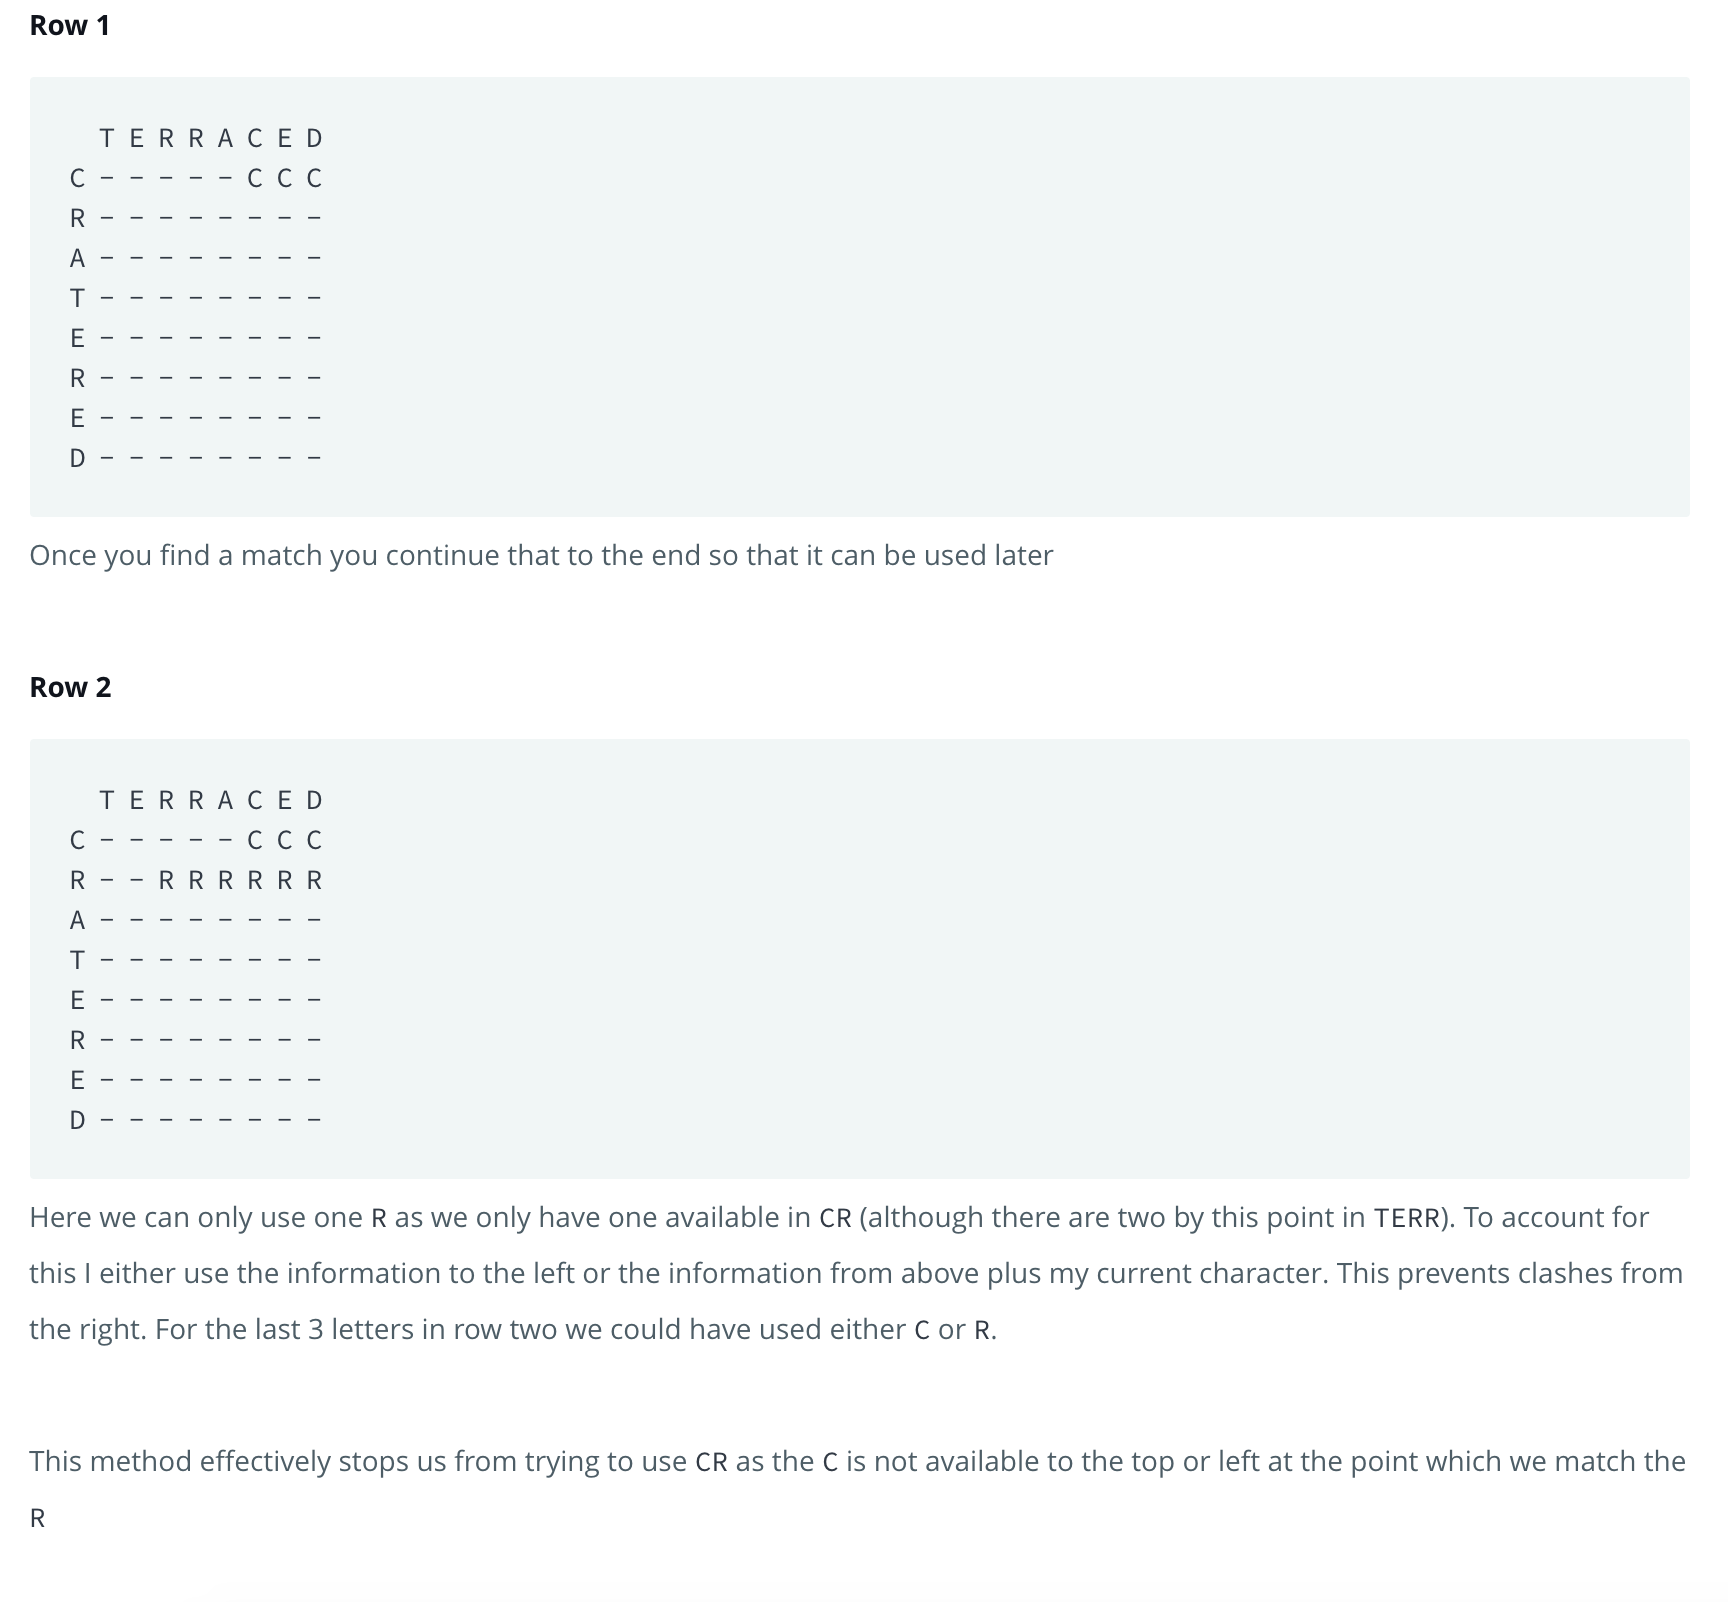 Row 1
T E R R A C E D
C - - - - - C C C
R - - - - - - - -
A - - - - - - - -
T - - - - - - - -
E - - - - - - - -
R - - - - - - - -
E - - - - - - - -
D - - - - - - - -
Once you find a match you continue that to the end so that it can be used later
Row 2
T E R R A C E D
C - - - - - C C C
R - - R R R R R R
A - - - - - - - -
T - - - - - - - -
E - - - - - - - -
R - - - - - - - -
E - - - - - - - -
D - - - - - - - -
Here we can only use one R as we only have one available in CR (although there are two by this point in TERR). To account for
this I either use the information to the left or the information from above plus my current character. This prevents clashes from
the right. For the last 3 letters in row two we could have used either C or R.
This method effectively stops us from trying to use CR as the C is not available to the top or left at the point which we match the
R